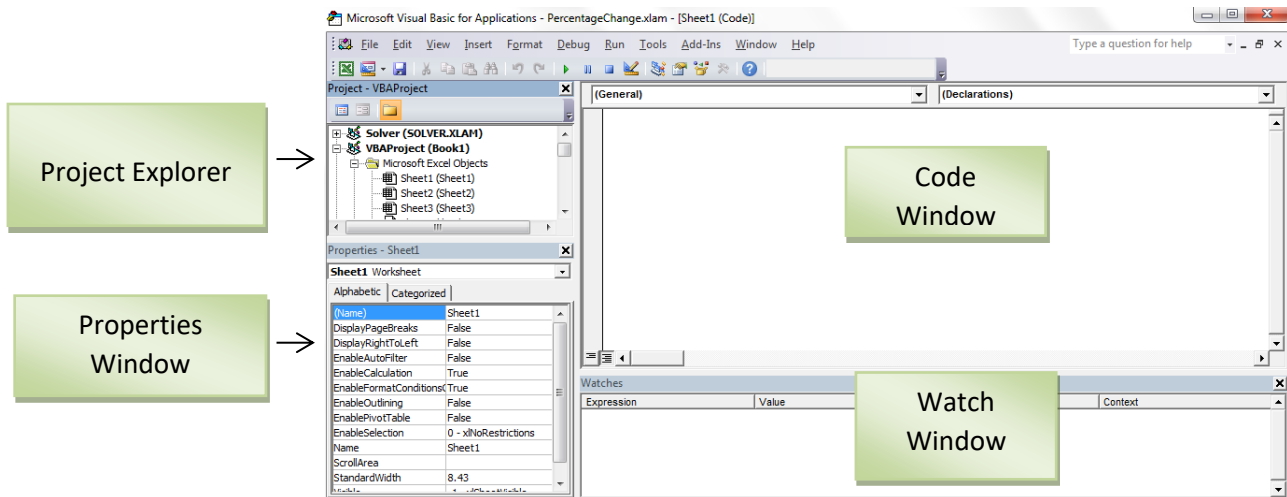 Microsoft Visual Basic for Applications - PercentageChange.xlam - [Sheet1 (Code)]
File Edit View Insert Format Debug Run Tools Add-Ins Window Help
Type a question for help
Project - VBAProject
(General)
(Declarations)
Solver (SOLVER.XLAM)
VBAProject (Book1)
Microsoft Excel Objects
Sheet1 (Sheet1)
Sheet2 (Sheet2)
Sheet3 (Sheet3)
Project Explorer
Code
Window
Properties - Sheet1
Sheet1 Worksheet
Alphabetic Categorized
(Name) Sheet1
DisplayPageBreaks False
DisplayRightToLeft False
EnableAutoFilter False
EnableCalculation True
EnableFormatConditionsC True
EnableOutlining False
EnablePivotTable False
EnableSelection 0 - xlNoRestrictions
Name Sheet1
ScrollArea
StandardWidth 8.43
Properties
Window
Watches
Expression Value Context
Watch
Window